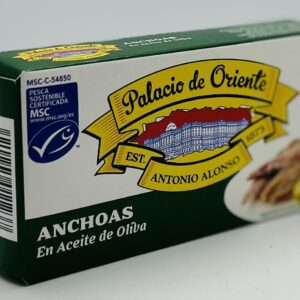 MSC-C-54850
PESCA
SOSTENIBLE
CERTIFICADA
MSC
www.msc.org/es
Palacio de Oriente
EST. 1873
ANTONIO ALONSO
ANCHOAS
En Aceite de Oliva